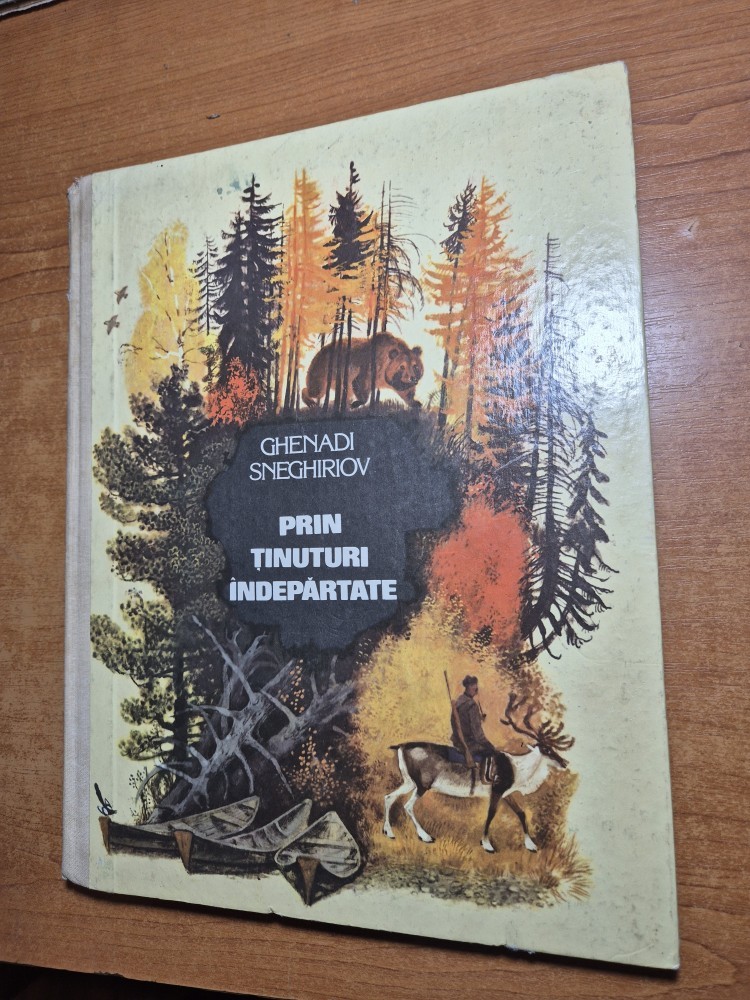 GHENADI
SNEGHIRIOV
PRIN
ȚINUTURI
ÎNDEPĂRTATE